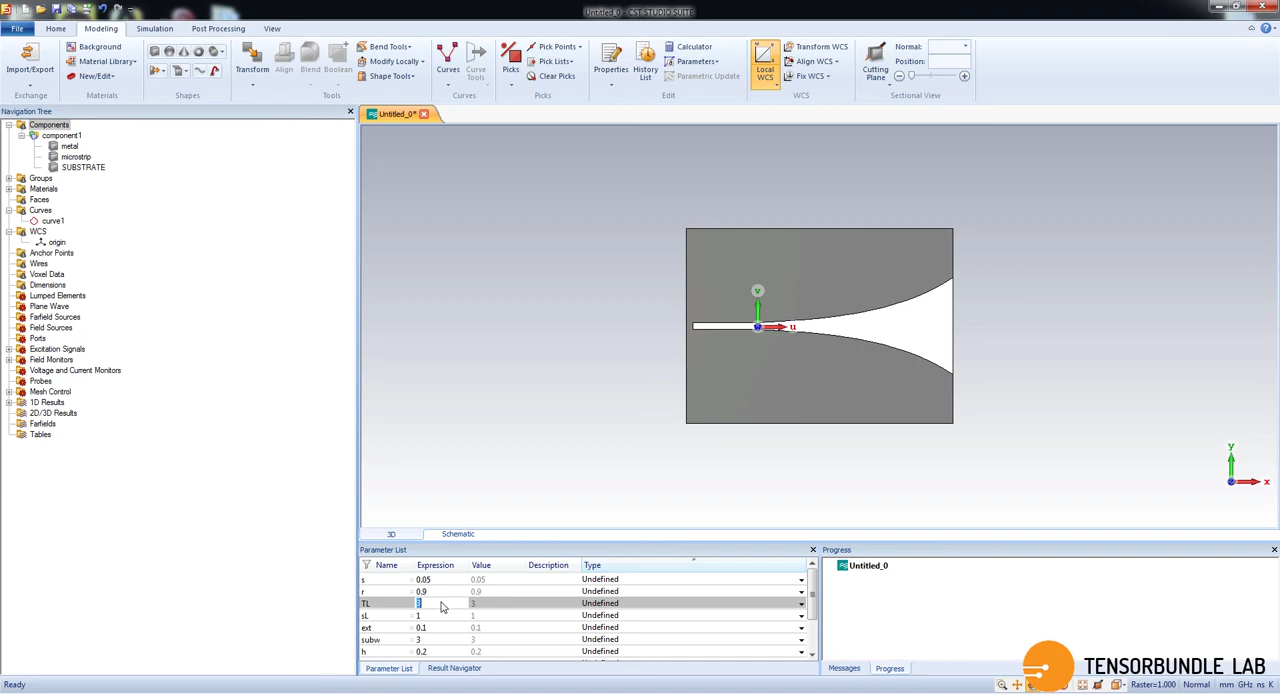 Untitled_0 - CST STUDIO SUITE
File Home Modeling Simulation Post Processing View
Import/Export
Exchange
Background
Material Library
New/Edit
Materials
Shapes
Transform Align Blend Boolean
Bend Tools
Modify Locally
Shape Tools
Tools
Curves Curve Tools
Curves
Picks
Pick Points
Pick Lists
Clear Picks
Picks
Properties History List
Calculator
Parameters
Parametric Update
Edit
Local WCS
Transform WCS
Align WCS
Fix WCS
WCS
Cutting Plane
Normal:
Position:
Sectional View
Navigation Tree
Untitled_0*
Components
component1
metal
microstrip
SUBSTRATE
Groups
Materials
Faces
Curves
curve1
WCS
origin
Anchor Points
Wires
Voxel Data
Dimensions
Lumped Elements
Plane Wave
Farfield Sources
Field Sources
Ports
Excitation Signals
Field Monitors
Voltage and Current Monitors
Probes
Mesh Control
1D Results
2D/3D Results
Farfields
Tables
v
u
y
x
3D Schematic
Parameter List
Name Expression Value Description Type
s = 0.05 0.05 Undefined
r = 0.9 0.9 Undefined
TL = 3 3 Undefined
sL = 1 1 Undefined
ext = 0.1 0.1 Undefined
subw = 3 3 Undefined
h = 0.2 0.2 Undefined
Parameter List Result Navigator
Progress
Untitled_0
Messages Progress
TENSORBUNDLE LAB
Ready
Raster=1.000 Normal mm GHz ns K